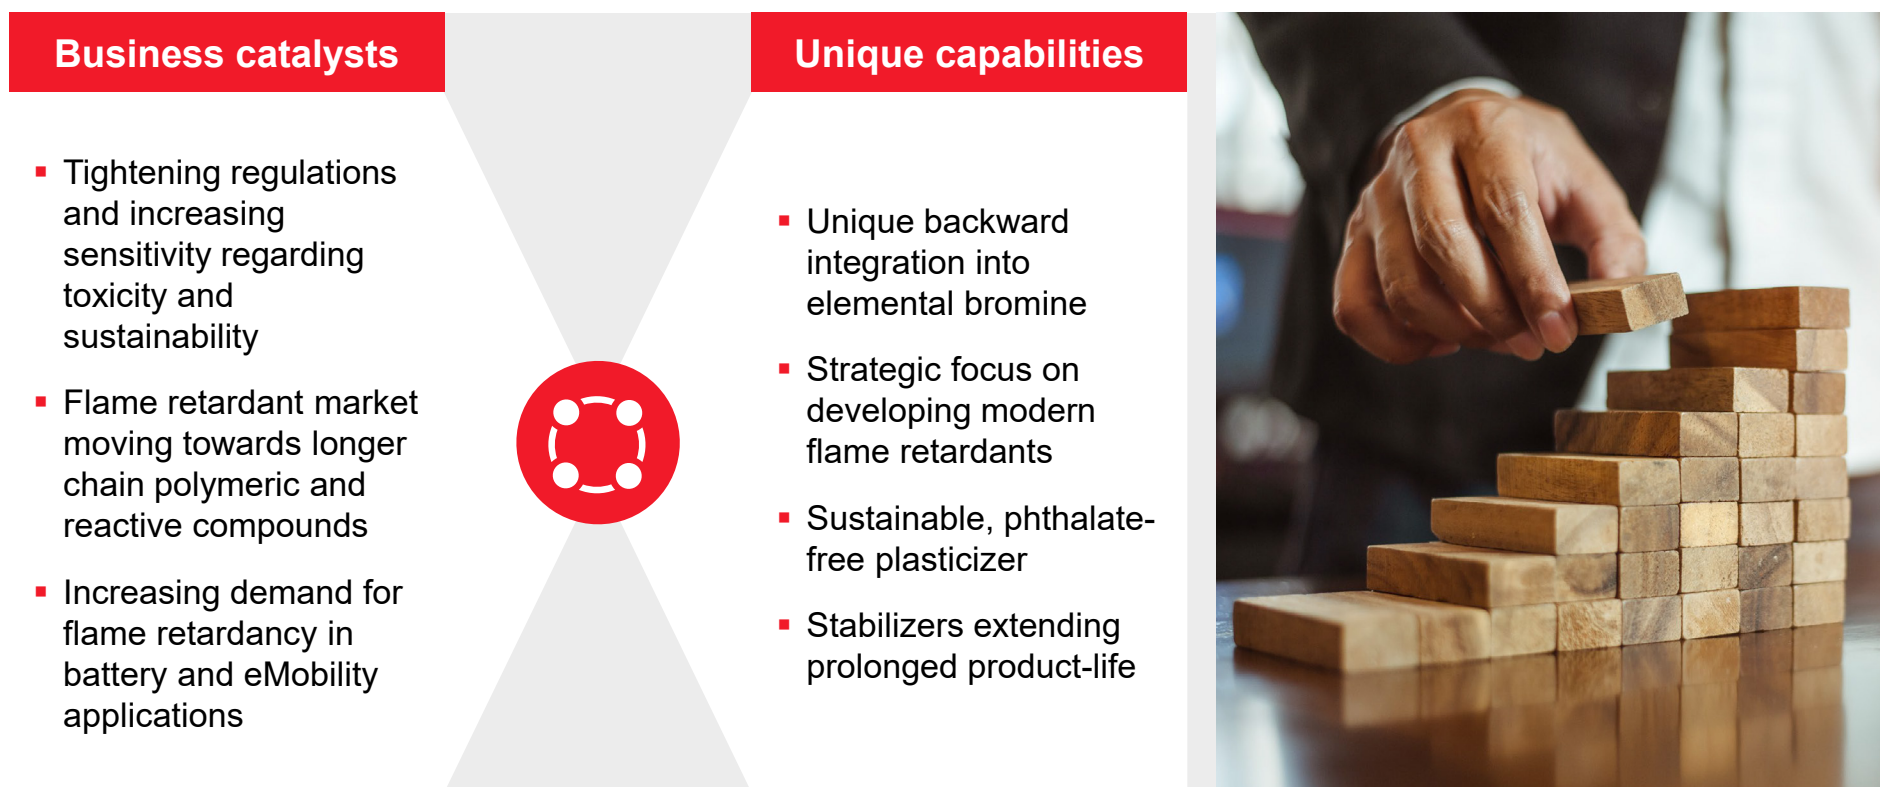 Business catalysts
▪ Tightening regulations
and increasing
sensitivity regarding
toxicity and
sustainability
▪ Flame retardant market
moving towards longer
chain polymeric and
reactive compounds
▪ Increasing demand for
flame retardancy in
battery and eMobility
applications
Unique capabilities
▪ Unique backward
integration into
elemental bromine
▪ Strategic focus on
developing modern
flame retardants
▪ Sustainable, phthalate-
free plasticizer
▪ Stabilizers extending
prolonged product-life